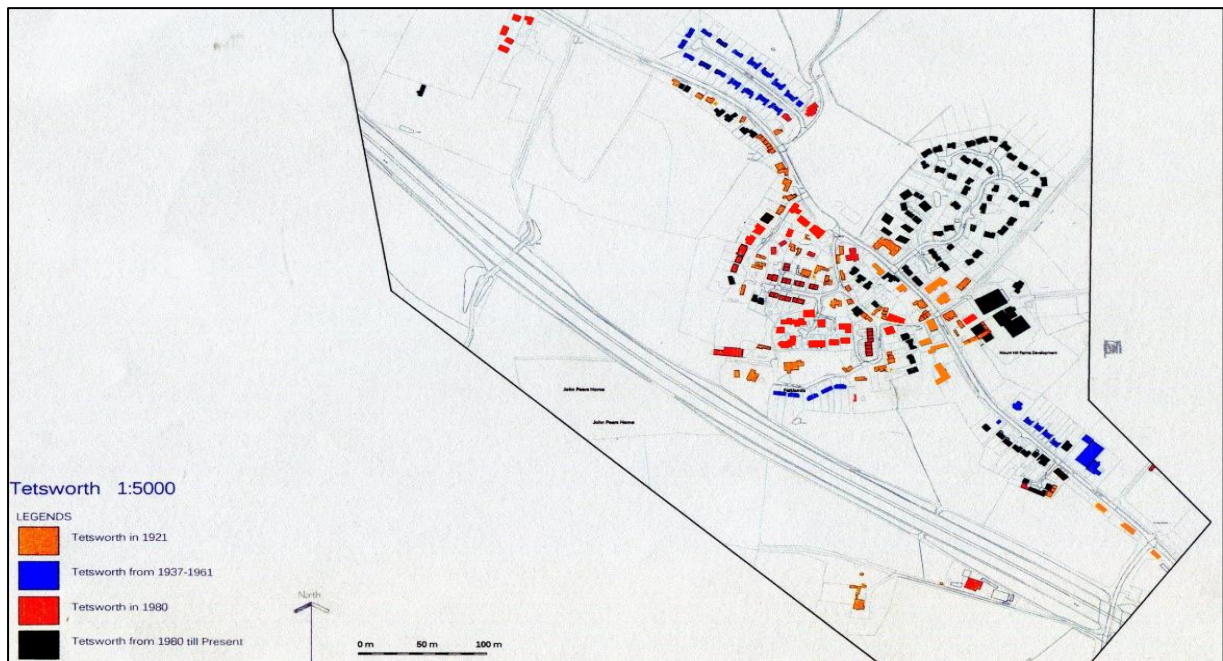 Mount Hill Farms Development
John Pears Home
Parklands
John Pears Home
Tetsworth 1:5000
LEGENDS
Tetsworth in 1921
Tetsworth from 1937-1961
Tetsworth in 1980
Tetsworth from 1980 till Present
North
0 m 50 m 100 m